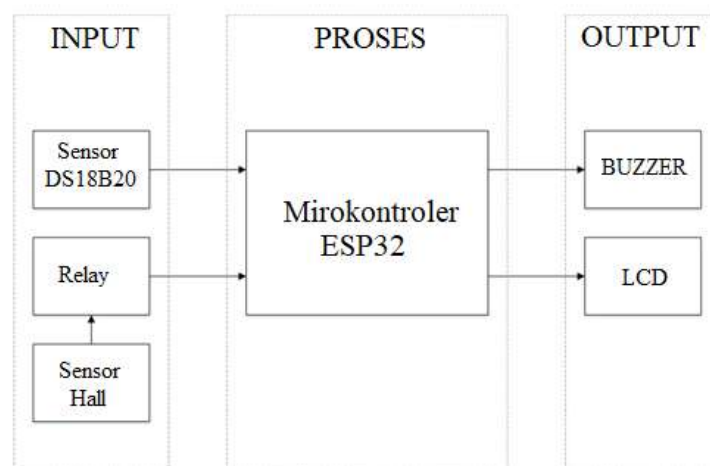 INPUT
PROSES
OUTPUT
Sensor
DS18B20
Relay
Sensor
Hall
Mirokontroler
ESP32
BUZZER
LCD